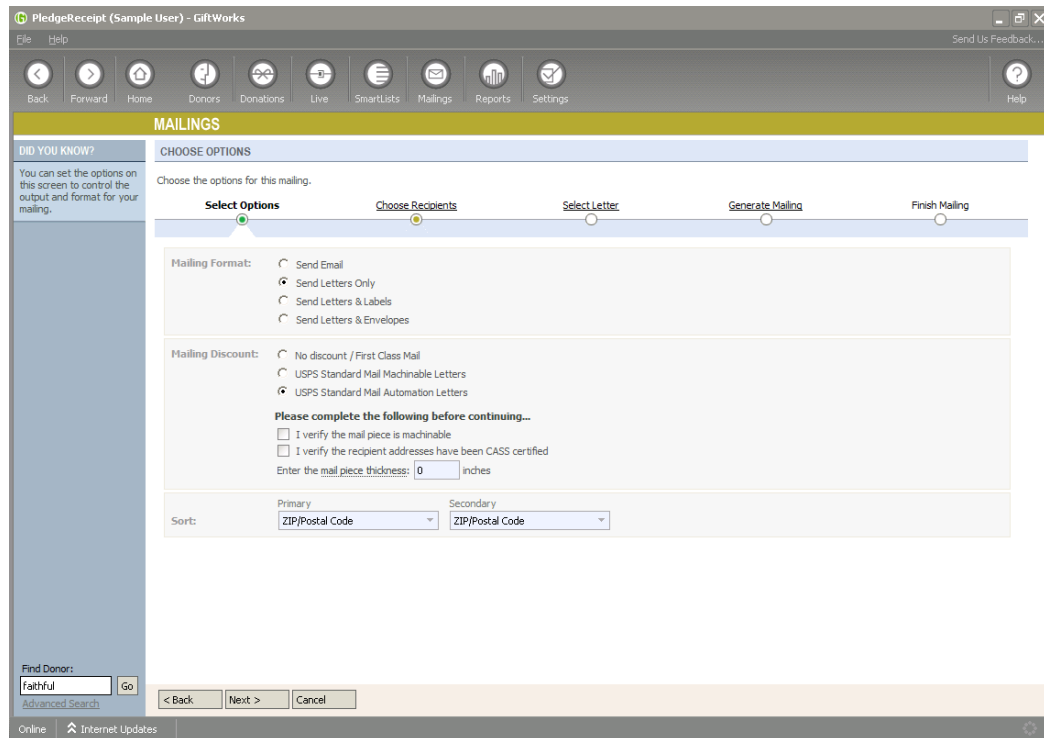 PledgeReceipt (Sample User) - GiftWorks
File Help Send Us Feedback...
Back Forward Home Donors Donations Live SmartLists Mailings Reports Settings Help
MAILINGS
DID YOU KNOW?
You can set the options on
this screen to control the
output and format for your
mailing.
CHOOSE OPTIONS
Choose the options for this mailing.
Select Options Choose Recipients Select Letter Generate Mailing Finish Mailing
Mailing Format:
Send Email
Send Letters Only
Send Letters & Labels
Send Letters & Envelopes
Mailing Discount:
No discount / First Class Mail
USPS Standard Mail Machinable Letters
USPS Standard Mail Automation Letters
Please complete the following before continuing...
I verify the mail piece is machinable
I verify the recipient addresses have been CASS certified
Enter the mail piece thickness: 0 inches
Primary Secondary
Sort: ZIP/Postal Code ZIP/Postal Code
Find Donor:
faithful Go
Advanced Search
< Back Next > Cancel
Online Internet Updates